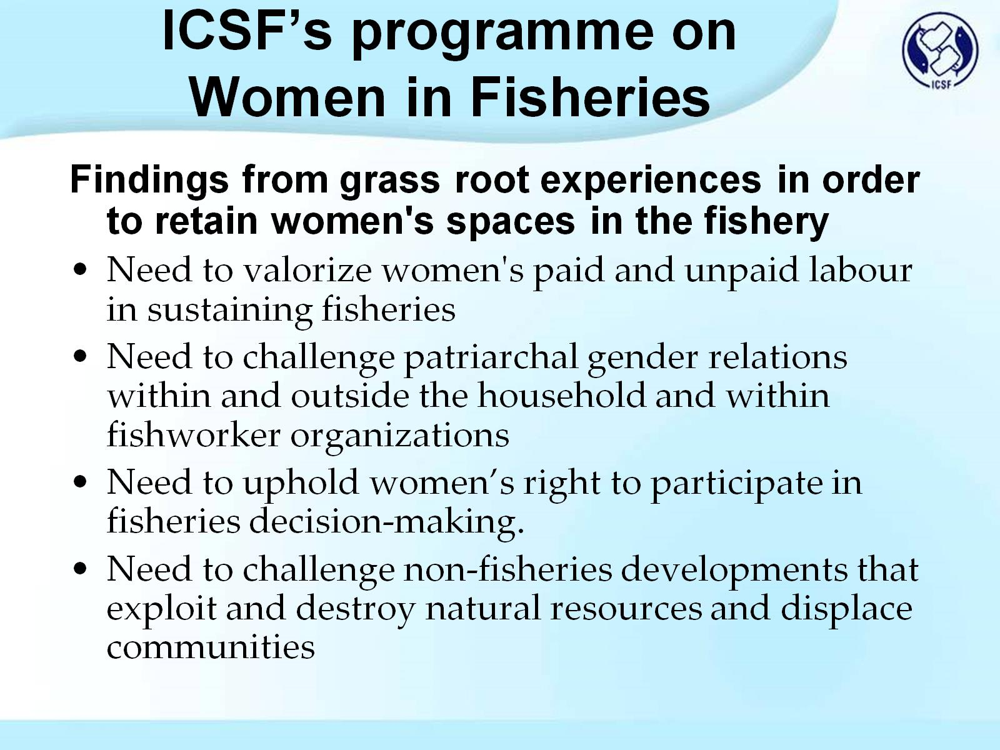 ICSF’s programme on
Women in Fisheries
ICSF
Findings from grass root experiences in order
to retain women's spaces in the fishery
• Need to valorize women's paid and unpaid labour
in sustaining fisheries
• Need to challenge patriarchal gender relations
within and outside the household and within
fishworker organizations
• Need to uphold women’s right to participate in
fisheries decision-making.
• Need to challenge non-fisheries developments that
exploit and destroy natural resources and displace
communities